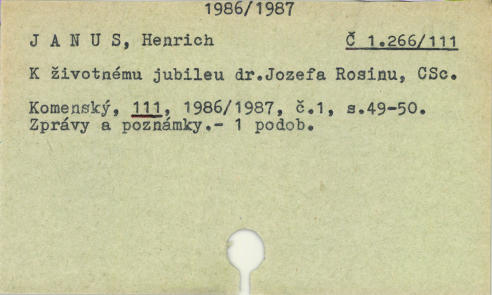 1986/1987
J A N U S, Henrich Č 1.266/111
K životnému jubileu dr.Jozefa Rosinu, CSc.
Komenský, 111, 1986/1987, č.1, s.49-50.
Zprávy a poznámky.- 1 podob.